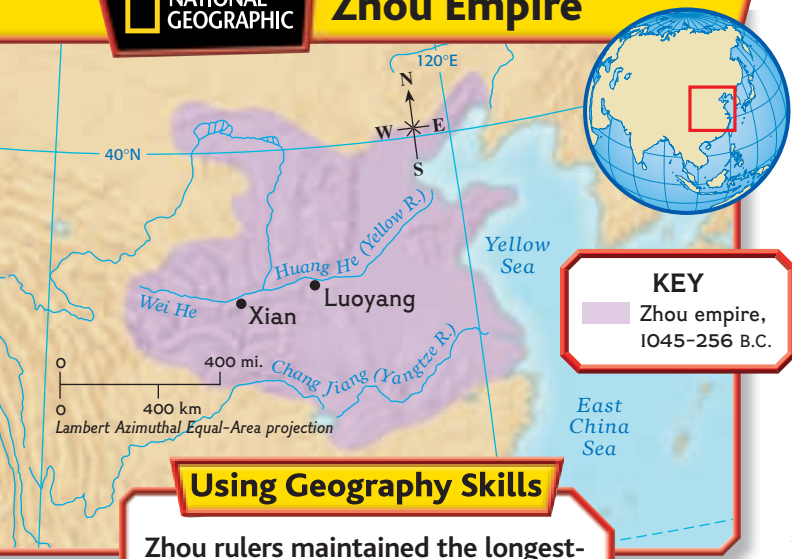 NATIONAL
GEOGRAPHIC
Zhou Empire
120°E
N
W E
S
40°N
Huang He (Yellow R.)
Yellow
Sea
Wei He
Xian
Luoyang
KEY
Zhou empire,
1045–256 B.C.
0 400 mi.
0 400 km
Chang Jiang (Yangtze R.)
Lambert Azimuthal Equal-Area projection
East
China
Sea
Using Geography Skills
Zhou rulers maintained the longest-